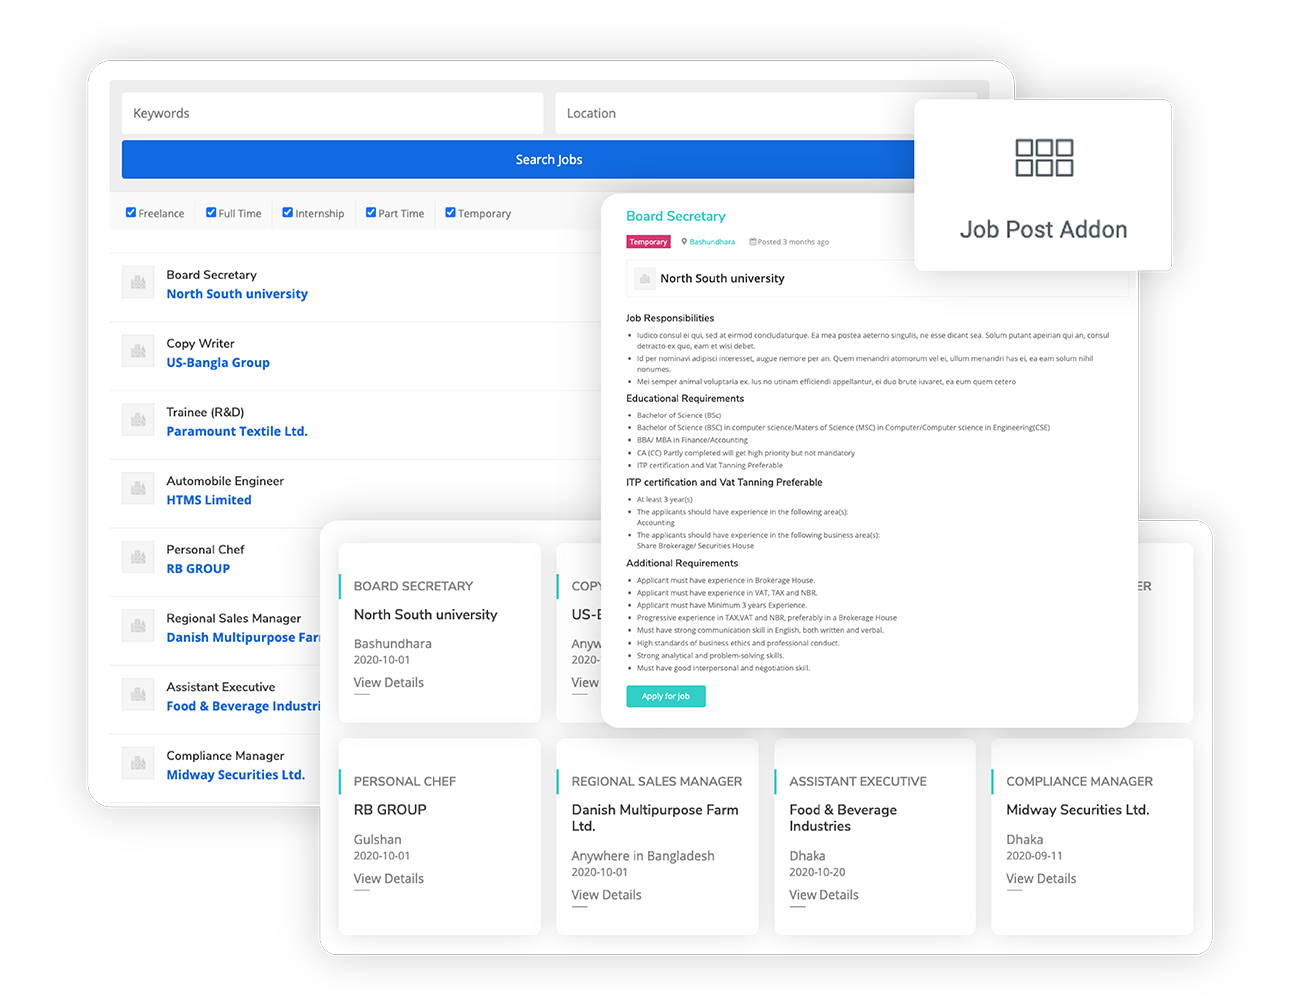 Keywords
Location
Search Jobs
Freelance
Full Time
Internship
Part Time
Temporary
Board Secretary
North South university
Copy Writer
US-Bangla Group
Trainee (R&D)
Paramount Textile Ltd.
Automobile Engineer
HTMS Limited
Personal Chef
RB GROUP
Regional Sales Manager
Danish Multipurpose Far
Assistant Executive
Food & Beverage Industri
Compliance Manager
Midway Securities Ltd.
Job Post Addon
Board Secretary
Temporary
Bashundhara
Posted 3 months ago
North South university
Job Responsibilities
Iudico consul ei qui, sed at eirmod concludaturque. Ea mea postea aeterno singulis, ne esse dicant sea. Solum putant apeirian qui an, consul
detracto ex quo, eam et wisi debet.
Id per nominavi adipisci interesset, augue nemore per an. Quem menandri atomorum vel ei, ullum menandri has ei, ea eam solum nihil
nonumes.
Mei semper animal voluptaria ex. Ius no utinam efficiendi appellantur, ei duo brute iuvaret, ea eum quem cetero
Educational Requirements
Bachelor of Science (BSc)
Bachelor of Science (BSC) in computer science/Maters of Science (MSC) in Computer/Computer science in Engineering(CSE)
BBA/ MBA in Finance/Accounting
CA (CC) Partly completed will get high priority but not mandatory
ITP certification and Vat Tanning Preferable
ITP certification and Vat Tanning Preferable
At least 3 year(s)
The applicants should have experience in the following area(s):
Accounting
The applicants should have experience in the following business area(s):
Share Brokerage/ Securities House
Additional Requirements
Applicant must have experience in Brokerage House.
Applicant must have experience in VAT, TAX and NBR.
Applicant must have Minimum 3 years Experience.
Progressive experience in TAX,VAT and NBR, preferably in a Brokerage House
Must have strong communication skill in English, both written and verbal.
High standards of business ethics and professional conduct.
Strong analytical and problem-solving skills.
Must have good interpersonal and negotiation skill.
Apply for job
BOARD SECRETARY
North South university
Bashundhara
2020-10-01
View Details
COPY
US-B
Anyw
2020-
View
ER
PERSONAL CHEF
RB GROUP
Gulshan
2020-10-01
View Details
REGIONAL SALES MANAGER
Danish Multipurpose Farm
Ltd.
Anywhere in Bangladesh
2020-10-01
View Details
ASSISTANT EXECUTIVE
Food & Beverage
Industries
Dhaka
2020-10-20
View Details
COMPLIANCE MANAGER
Midway Securities Ltd.
Dhaka
2020-09-11
View Details